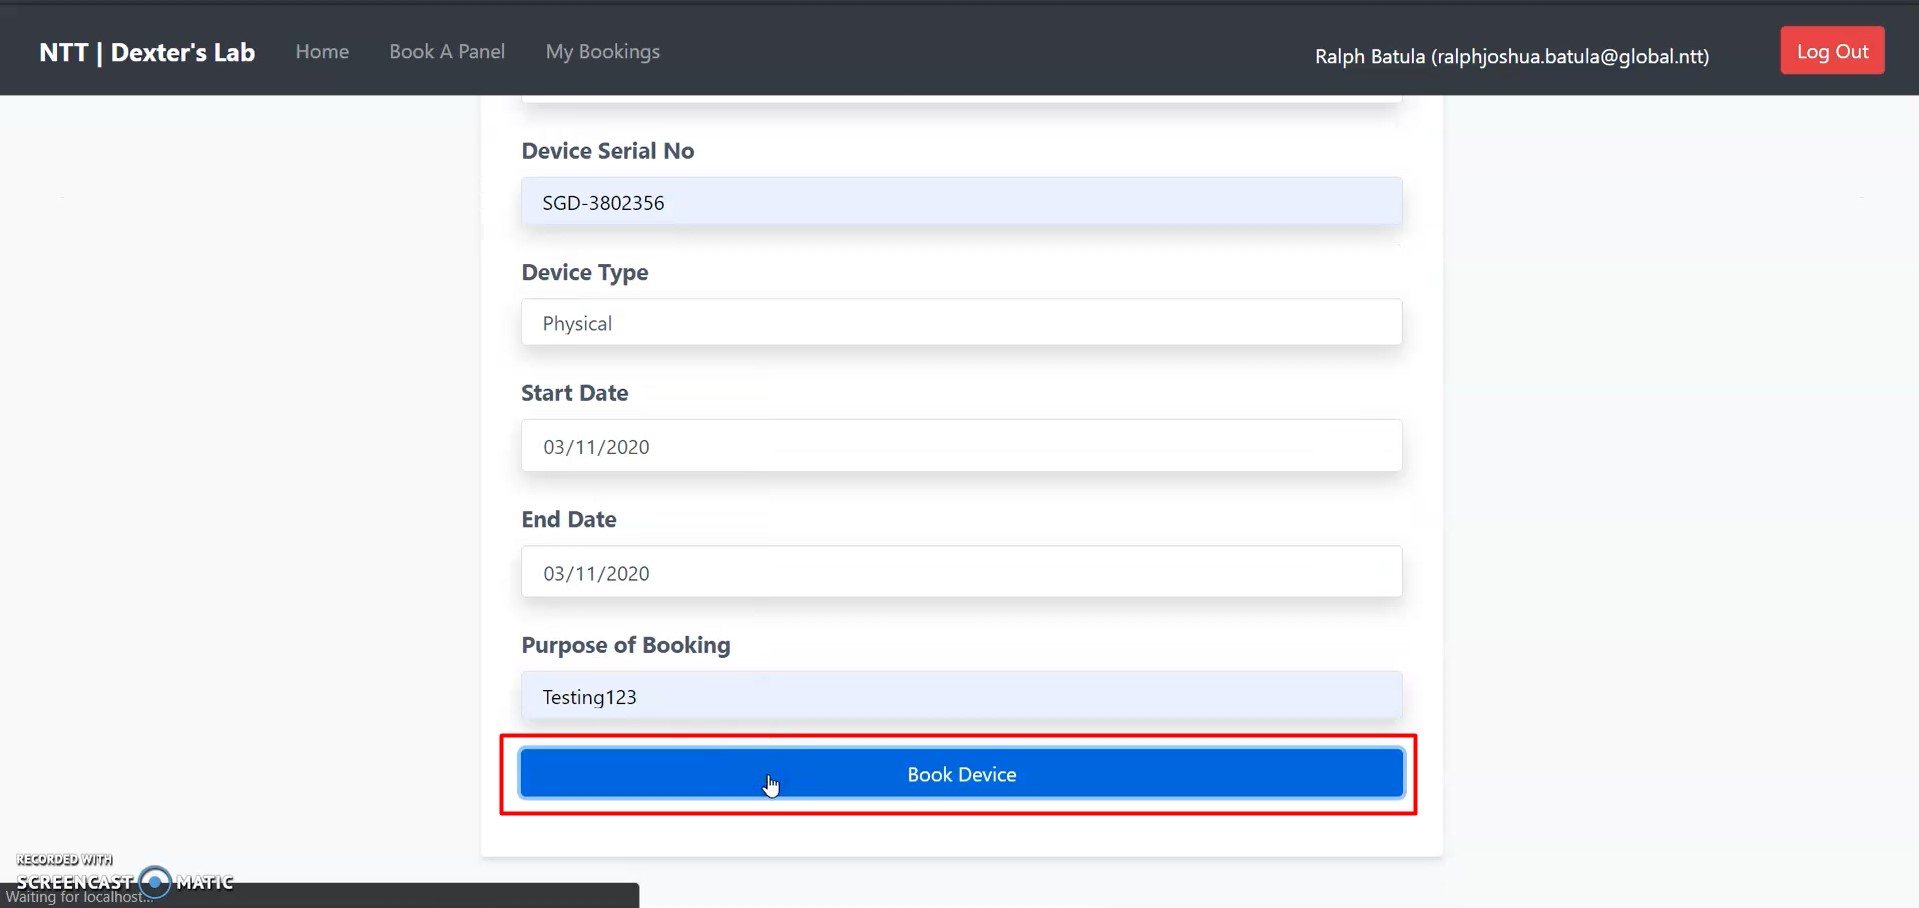 NTT | Dexter's Lab Home Book A Panel My Bookings Ralph Batula (ralphjoshua.batula@global.ntt) Log Out
Device Serial No
SGD-3802356
Device Type
Physical
Start Date
03/11/2020
End Date
03/11/2020
Purpose of Booking
Testing123
Book Device
RECORDED WITH
SCREENCAST MATIC
Waiting for localhost...